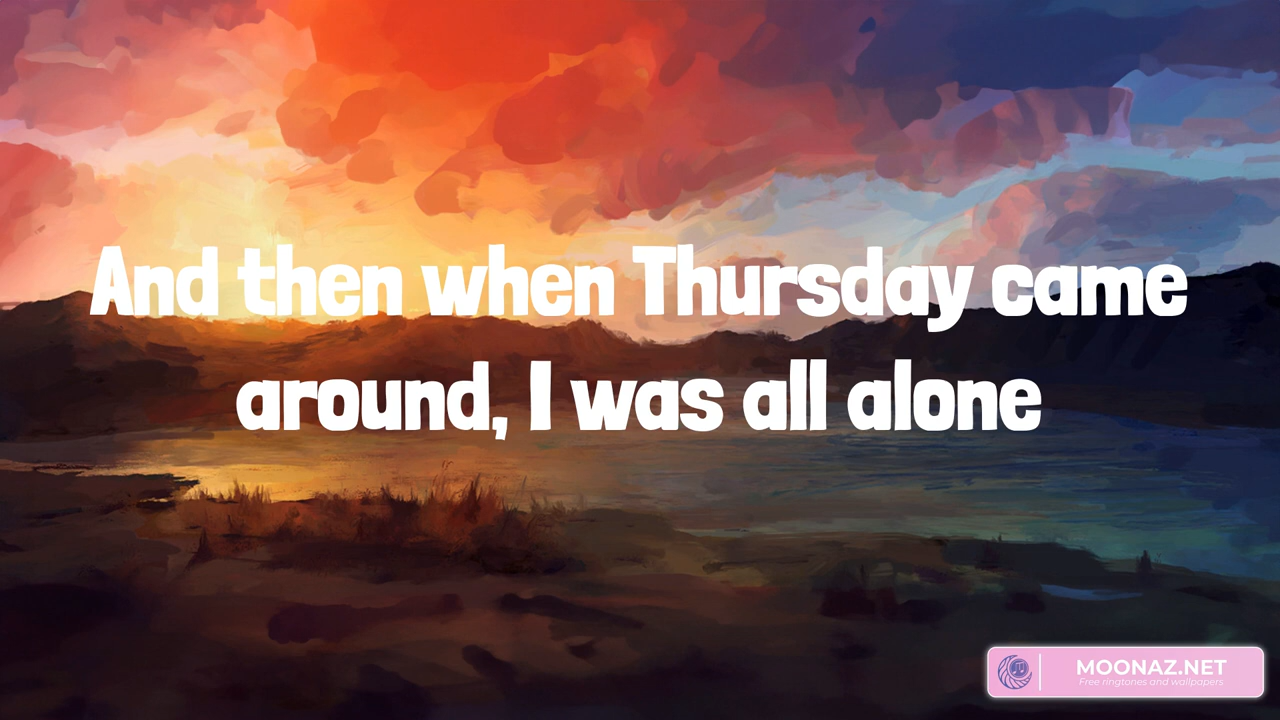 And then when Thursday came
around, I was all alone
MOONAZ.NET
Free ringtones and wallpapers